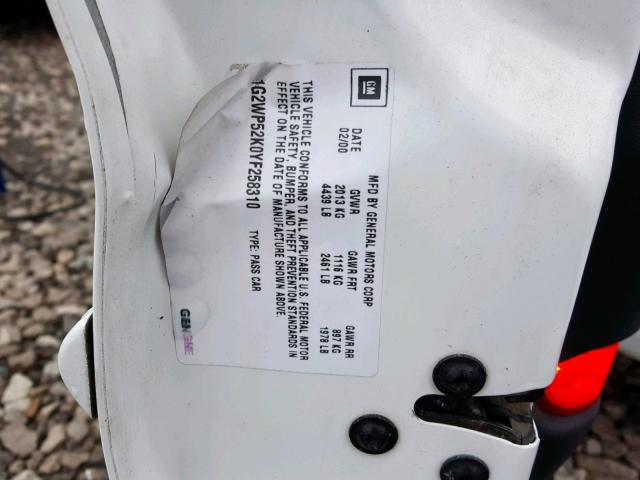 GM
MFD BY GENERAL MOTORS CORP
DATE GVWR GAWR FRT GAWR RR
02/00 2013 KG 1116 KG 897 KG
4439 LB 2461 LB 1978 LB
THIS VEHICLE CONFORMS TO ALL APPLICABLE U.S. FEDERAL MOTOR
VEHICLE SAFETY, BUMPER, AND THEFT PREVENTION STANDARDS IN
EFFECT ON THE DATE OF MANUFACTURE SHOWN ABOVE.
1G2WP52K0YF258310 TYPE: PASS CAR